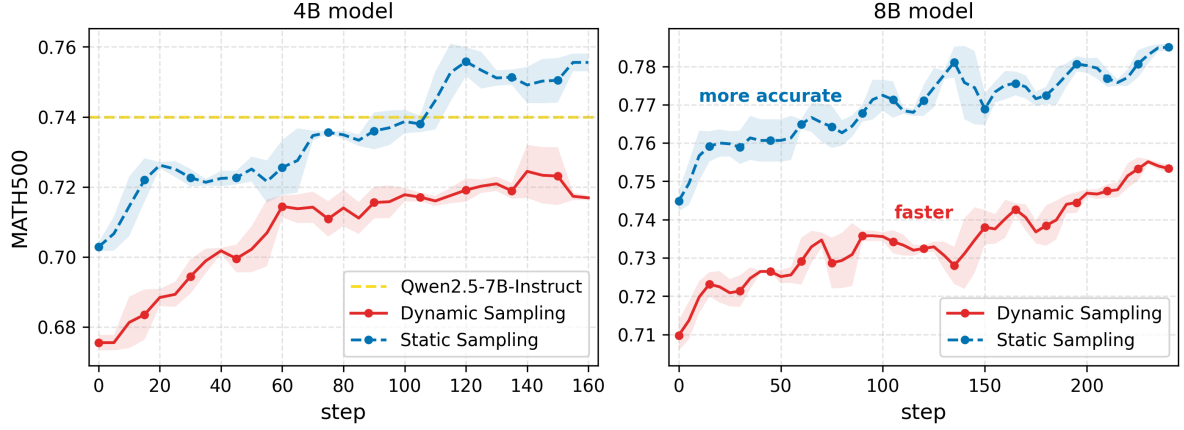 4B model
MATH500
0.76
0.74
0.72
0.70
0.68
0 20 40 60 80 100 120 140 160
step
Qwen2.5-7B-Instruct
Dynamic Sampling
Static Sampling
8B model
0.78
0.77
0.76
0.75
0.74
0.73
0.72
0.71
0 50 100 150 200
step
more accurate
faster
Dynamic Sampling
Static Sampling